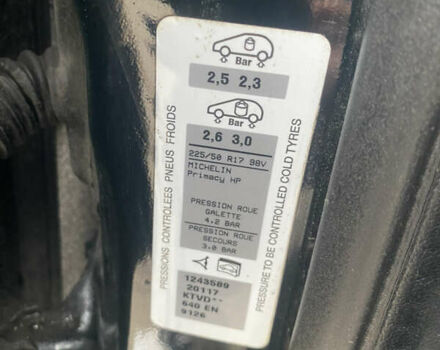 Bar
2,5 2,3
Bar
2,6 3,0
225/50 R17 98V
MICHELIN
Primacy HP
PRESSION ROUE
GALETTE
4.2 BAR
PRESSION ROUE
SECOURS
3.0 BAR
1243589
20117
KTVD**
640 EN
9126
PRESSIONS CONTROLEES PNEUS FROIDS
PRESSURE TO BE CONTROLLED COLD TYRES